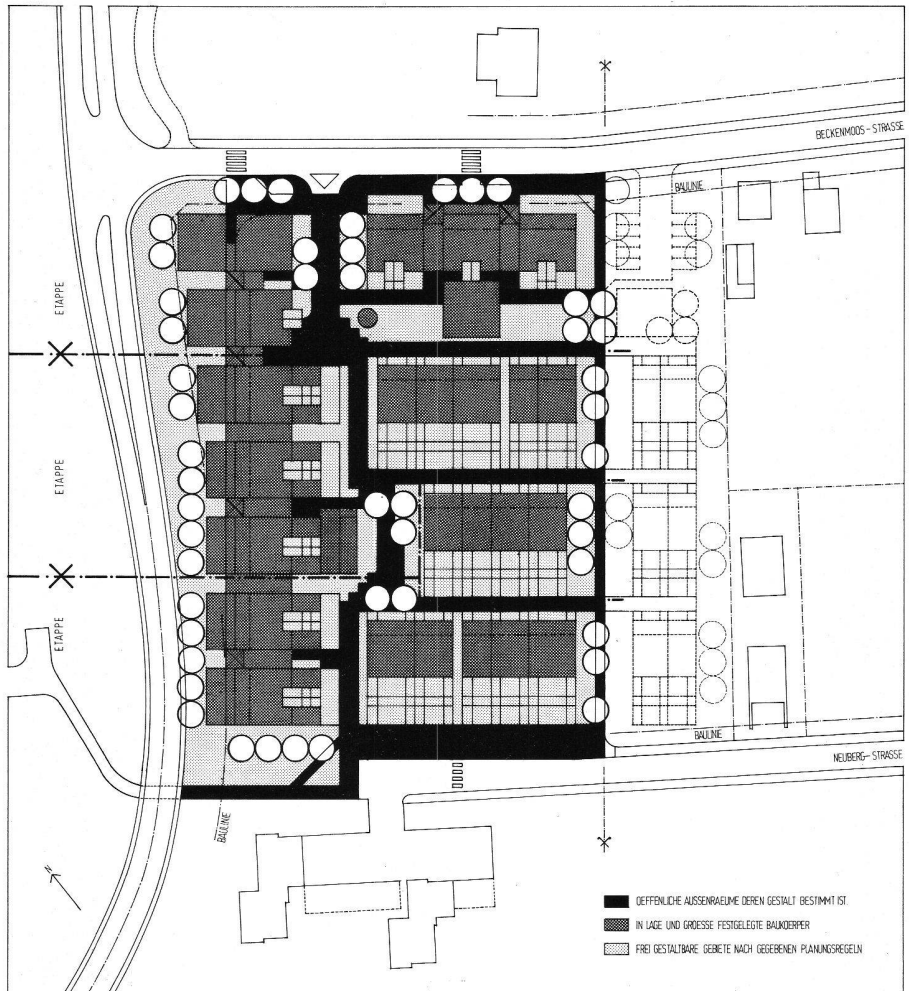 BECKENMOOS-STRASSE
BAULINIE
ETAPPE
ETAPPE
ETAPPE
BAULINIE
NEUBERG-STRASSE
BAULINIE
N
OEFFENLICHE AUSSENRAEUME DEREN GESTALT BESTIMMT IST
IN LAGE UND GROESSE FESTGELEGTE BAUKOERPER
FREI GESTALTBARE GEBIETE NACH GEGEBENEN PLANUNGSREGELN